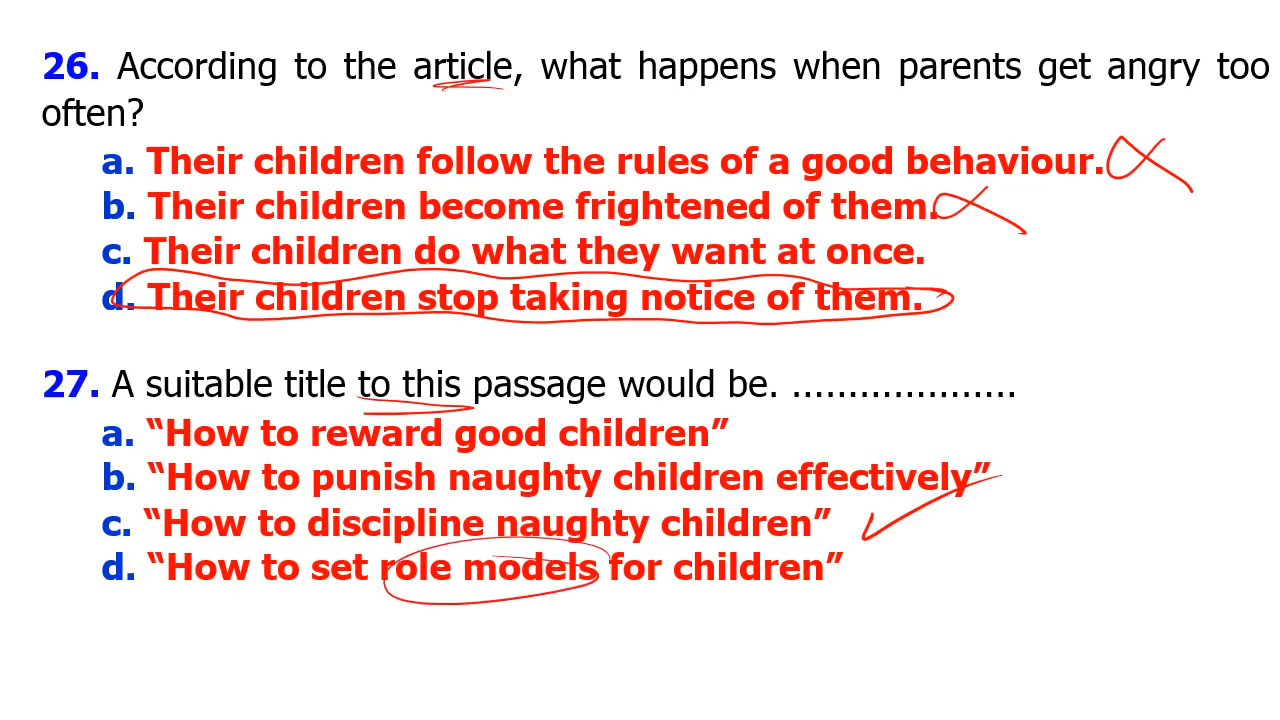 26. According to the article, what happens when parents get angry too
often?
a. Their children follow the rules of a good behaviour.
b. Their children become frightened of them.
c. Their children do what they want at once.
d. Their children stop taking notice of them.
27. A suitable title to this passage would be. ....................
a. “How to reward good children”
b. “How to punish naughty children effectively”
c. “How to discipline naughty children”
d. “How to set role models for children”